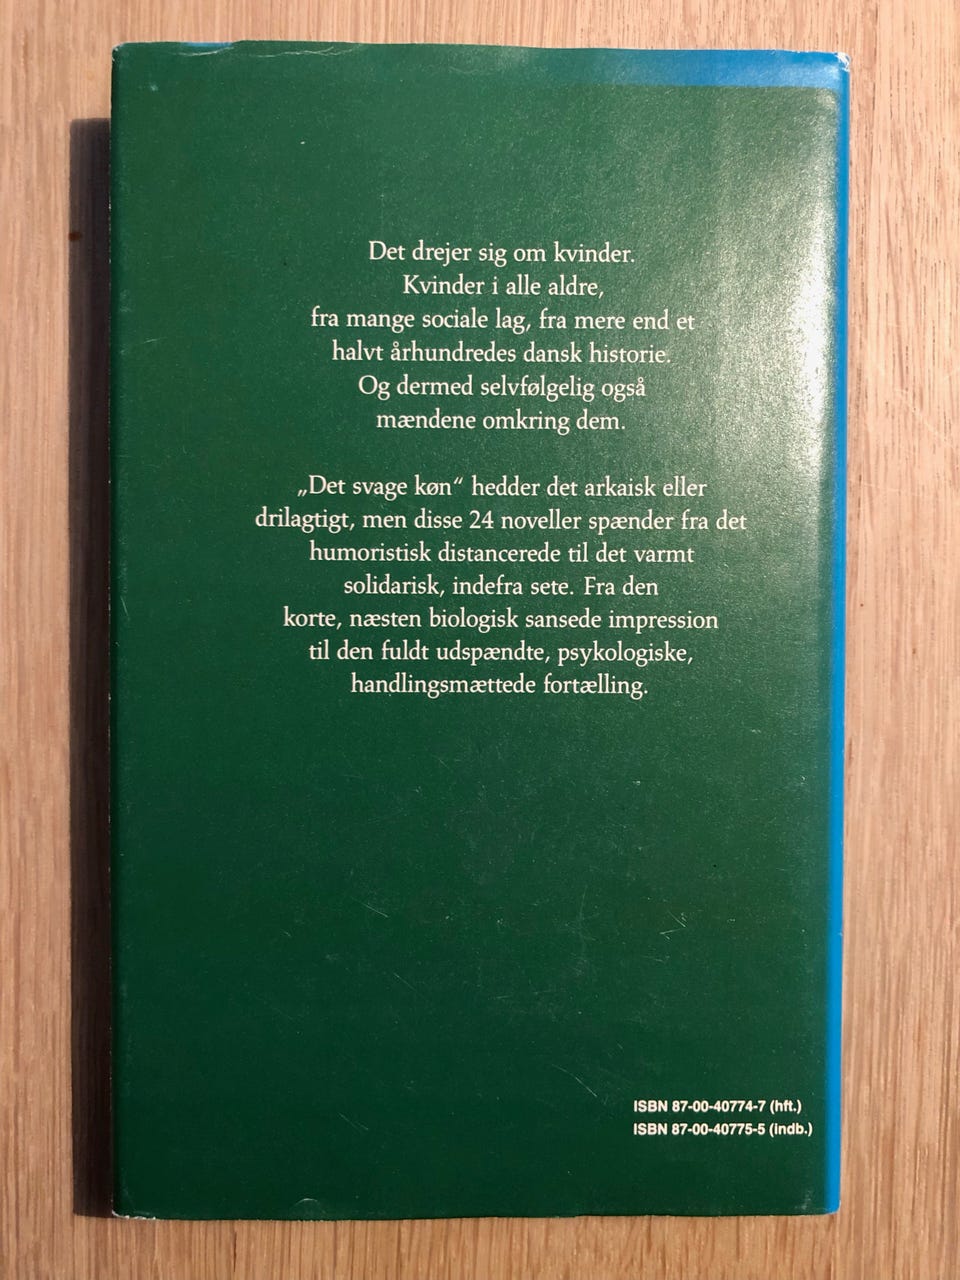 Det drejer sig om kvinder.
Kvinder i alle aldre,
fra mange sociale lag, fra mere end et
halvt århundredes dansk historie.
Og dermed selvfølgelig også
mændene omkring dem.
„Det svage køn“ hedder det arkaisk eller
drilagtigt, men disse 24 noveller spænder fra det
humoristisk distancerede til det varmt
solidarisk, indefra sete. Fra den
korte, næsten biologisk sansede impression
til den fuldt udspændte, psykologiske,
handlingsmættede fortælling.
ISBN 87-00-40774-7 (hft.)
ISBN 87-00-40775-5 (indb.)